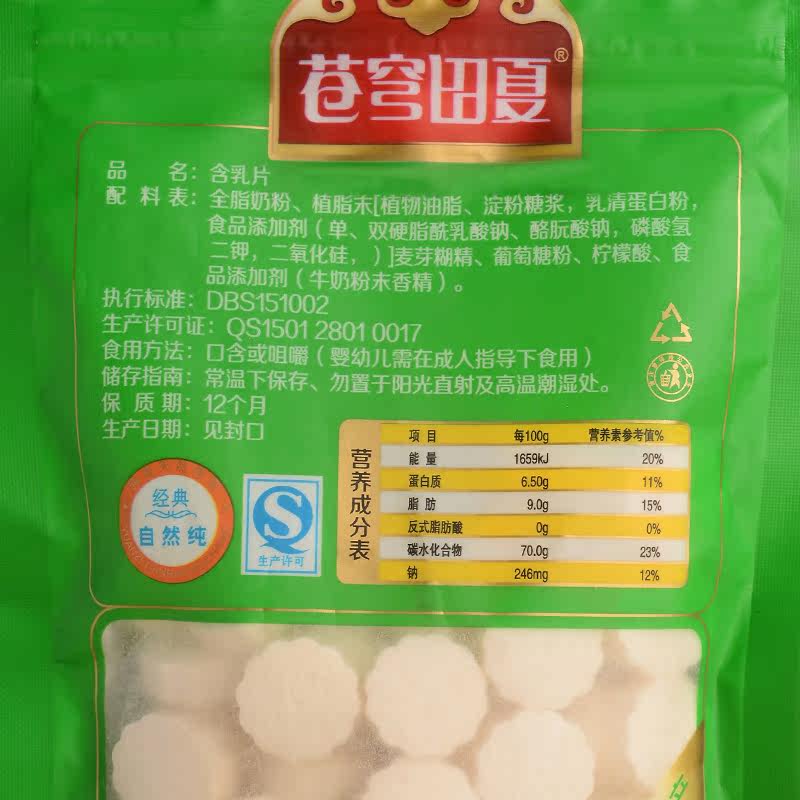 苍穹田夏®
品 名：含乳片
配料表：全脂奶粉、植脂末[植物油脂、淀粉糖浆，乳清蛋白粉，
食品添加剂（单、双硬脂酰乳酸钠、酪朊酸钠，磷酸氢
二钾，二氧化硅，）]麦芽糊精、葡萄糖粉、柠檬酸、食
品添加剂（牛奶粉末香精）。
执行标准：DBS151002
生产许可证：QS1501 2801 0017
食用方法：口含或咀嚼（婴幼儿需在成人指导下食用）
储存指南：常温下保存、勿置于阳光直射及高温潮湿处。
保质期：12个月
生产日期：见封口
经典
自然纯
生产许可
营养成分表
项目 每100g 营养素参考值%
能量 1659kJ 20%
蛋白质 6.50g 11%
脂肪 9.0g 15%
反式脂肪酸 0g 0%
碳水化合物 70.0g 23%
钠 246mg 12%